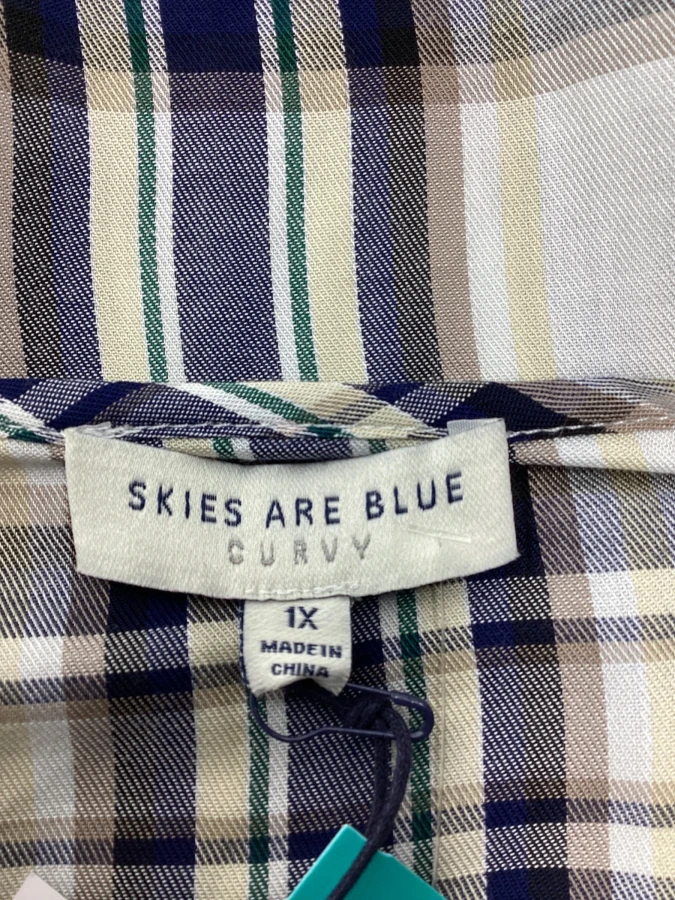 SKIES ARE BLUE
CURVY
1X
MADE IN
CHINA